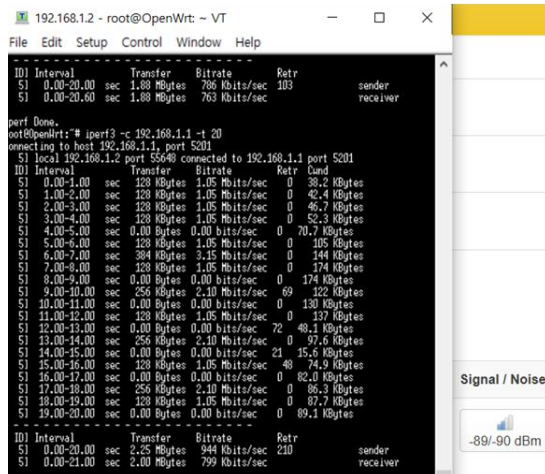 192.168.1.2 - root@OpenWrt: ~ VT
File Edit Setup Control Window Help
- - - - - - - - - - - - - - - - - - - - - - - - -
ID] Interval Transfer Bitrate Retr
5] 0.00-20.00 sec 1.88 MBytes 786 Kbits/sec 103 sender
5] 0.00-20.60 sec 1.88 MBytes 763 Kbits/sec receiver
perf Done.
oot@OpenWrt:~# iperf3 -c 192.168.1.1 -t 20
onnecting to host 192.168.1.1, port 5201
5] local 192.168.1.2 port 55648 connected to 192.168.1.1 port 5201
ID] Interval Transfer Bitrate Retr Cwnd
5] 0.00-1.00 sec 128 KBytes 1.05 Mbits/sec 0 38.2 KBytes
5] 1.00-2.00 sec 128 KBytes 1.05 Mbits/sec 0 42.4 KBytes
5] 2.00-3.00 sec 128 KBytes 1.05 Mbits/sec 0 46.7 KBytes
5] 3.00-4.00 sec 128 KBytes 1.05 Mbits/sec 0 52.3 KBytes
5] 4.00-5.00 sec 0.00 Bytes 0.00 bits/sec 0 70.7 KBytes
5] 5.00-6.00 sec 128 KBytes 1.05 Mbits/sec 0 105 KBytes
5] 6.00-7.00 sec 384 KBytes 3.15 Mbits/sec 0 144 KBytes
5] 7.00-8.00 sec 128 KBytes 1.05 Mbits/sec 0 174 KBytes
5] 8.00-9.00 sec 0.00 Bytes 0.00 bits/sec 0 174 KBytes
5] 9.00-10.00 sec 256 KBytes 2.10 Mbits/sec 69 122 KBytes
5] 10.00-11.00 sec 0.00 Bytes 0.00 bits/sec 0 130 KBytes
5] 11.00-12.00 sec 128 KBytes 1.05 Mbits/sec 0 137 KBytes
5] 12.00-13.00 sec 0.00 Bytes 0.00 bits/sec 72 48.1 KBytes
5] 13.00-14.00 sec 256 KBytes 2.10 Mbits/sec 0 97.6 KBytes
5] 14.00-15.00 sec 0.00 Bytes 0.00 bits/sec 21 15.6 KBytes
5] 15.00-16.00 sec 128 KBytes 1.05 Mbits/sec 48 74.9 KBytes
5] 16.00-17.00 sec 0.00 Bytes 0.00 bits/sec 0 82.0 KBytes
5] 17.00-18.00 sec 256 KBytes 2.10 Mbits/sec 0 86.3 KBytes
5] 18.00-19.00 sec 128 KBytes 1.05 Mbits/sec 0 87.7 KBytes
5] 19.00-20.00 sec 0.00 Bytes 0.00 bits/sec 0 89.1 KBytes
- - - - - - - - - - - - - - - - - - - - - - - - -
ID] Interval Transfer Bitrate Retr
5] 0.00-20.00 sec 2.25 MBytes 944 Kbits/sec 210 sender
5] 0.00-21.00 sec 2.00 MBytes 799 Kbits/sec receiver
Signal / Noise
-89/-90 dBm